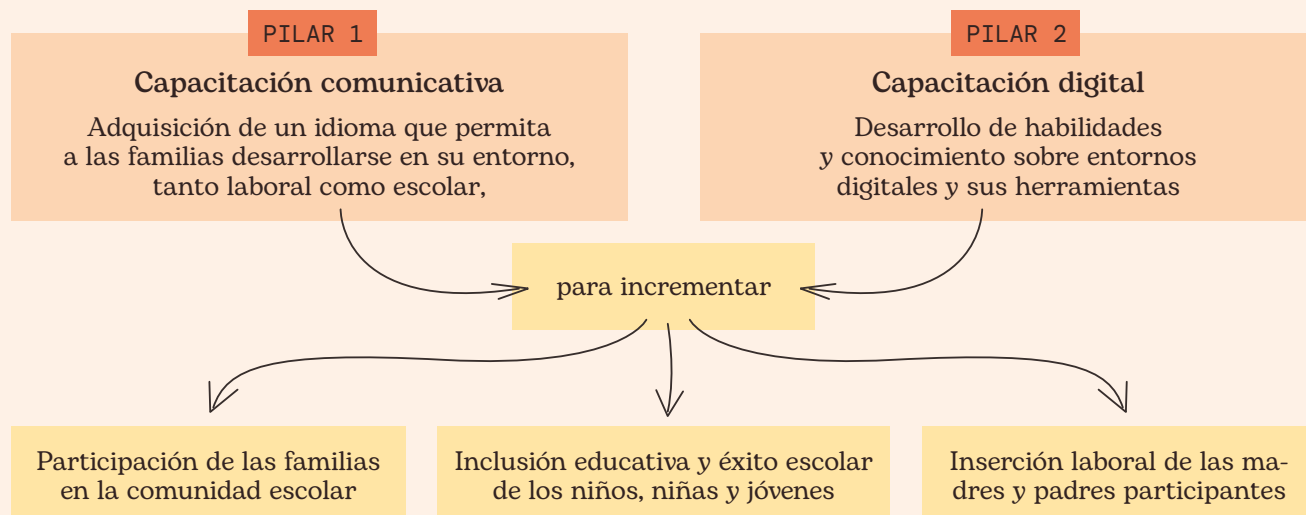 PILAR 1
Capacitación comunicativa
Adquisición de un idioma que permita
a las familias desarrollarse en su entorno,
tanto laboral como escolar,
PILAR 2
Capacitación digital
Desarrollo de habilidades
y conocimiento sobre entornos
digitales y sus herramientas
para incrementar
Participación de las familias
en la comunidad escolar
Inclusión educativa y éxito escolar
de los niños, niñas y jóvenes
Inserción laboral de las ma-
dres y padres participantes